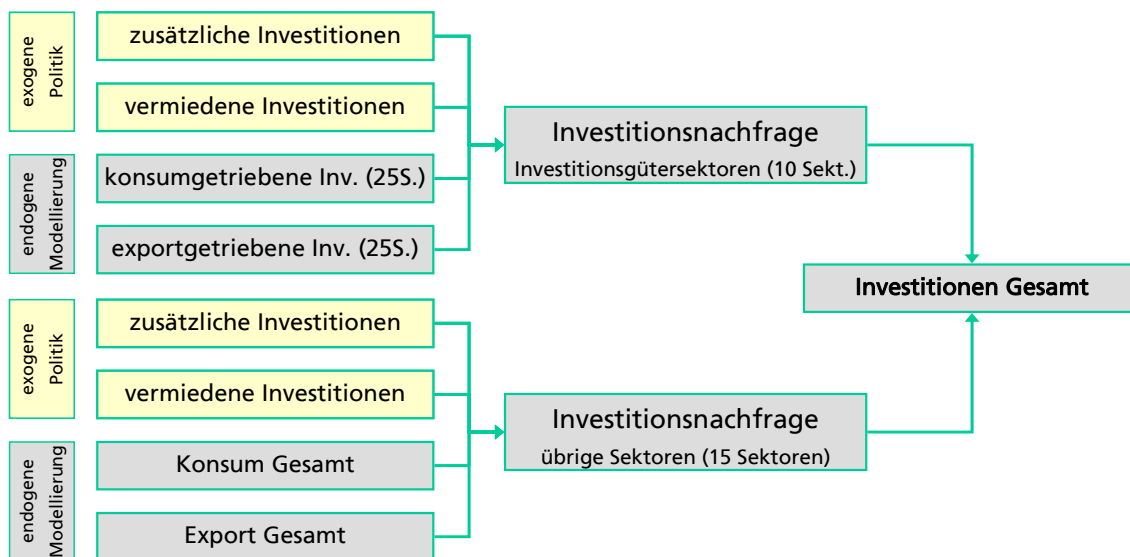 exogene
Politik
zusätzliche Investitionen
vermiedene Investitionen
endogene
Modellierung
konsumgetriebene Inv. (25S.)
exportgetriebene Inv. (25S.)
Investitionsnachfrage
Investitionsgütersektoren (10 Sekt.)
exogene
Politik
zusätzliche Investitionen
vermiedene Investitionen
endogene
Modellierung
Konsum Gesamt
Export Gesamt
Investitionsnachfrage
übrige Sektoren (15 Sektoren)
Investitionen Gesamt